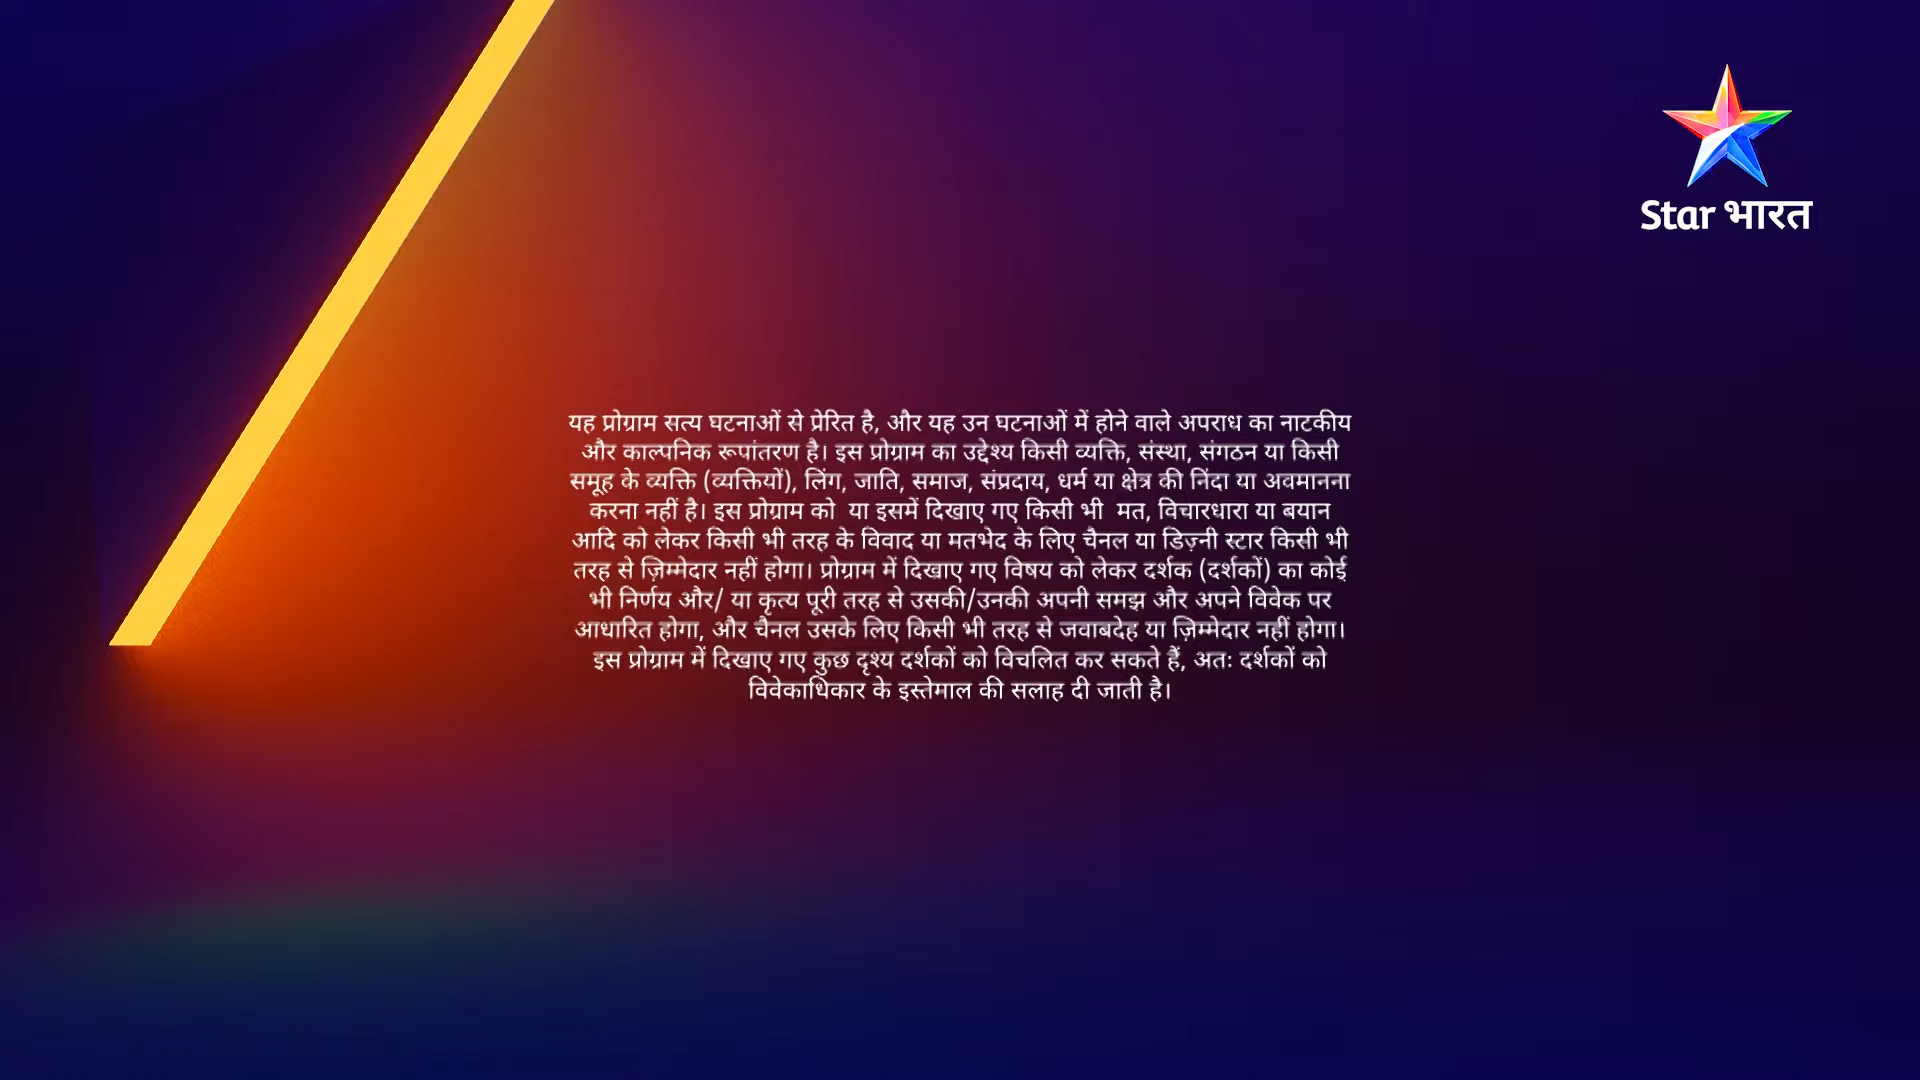 Star भारत
यह प्रोग्राम सत्य घटनाओं से प्रेरित है, और यह उन घटनाओं में होने वाले अपराध का नाटकीय
और काल्पनिक रूपांतरण है। इस प्रोग्राम का उद्देश्य किसी व्यक्ति, संस्था, संगठन या किसी
समूह के व्यक्ति (व्यक्तियों), लिंग, जाति, समाज, संप्रदाय, धर्म या क्षेत्र की निंदा या अवमानना
करना नहीं है। इस प्रोग्राम को या इसमें दिखाए गए किसी भी मत, विचारधारा या बयान
आदि को लेकर किसी भी तरह के विवाद या मतभेद के लिए चैनल या डिज़्नी स्टार किसी भी
तरह से ज़िम्मेदार नहीं होगा। प्रोग्राम में दिखाए गए विषय को लेकर दर्शक (दर्शकों) का कोई
भी निर्णय और/ या कृत्य पूरी तरह से उसकी/उनकी अपनी समझ और अपने विवेक पर
आधारित होगा, और चैनल उसके लिए किसी भी तरह से जवाबदेह या ज़िम्मेदार नहीं होगा।
इस प्रोग्राम में दिखाए गए कुछ दृश्य दर्शकों को विचलित कर सकते हैं, अतः दर्शकों को
विवेकाधिकार के इस्तेमाल की सलाह दी जाती है।